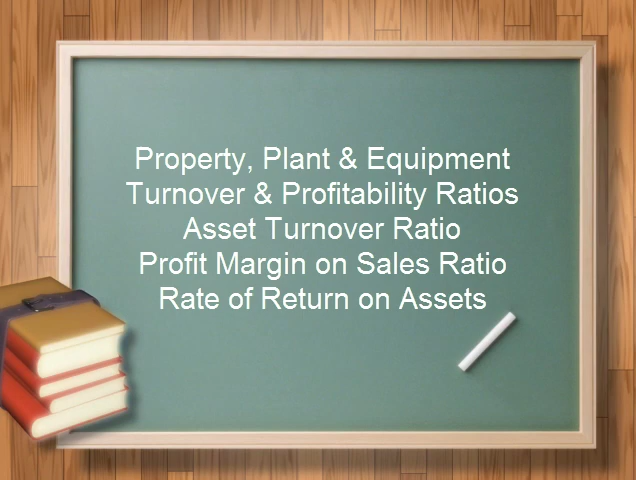 Property, Plant & Equipment
Turnover & Profitability Ratios
Asset Turnover Ratio
Profit Margin on Sales Ratio
Rate of Return on Assets